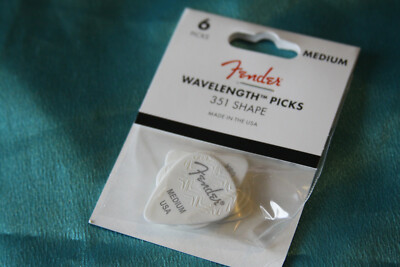 6
PICKS
MEDIUM
Fender
WAVELENGTH™ PICKS
351 SHAPE
MADE IN THE USA
Fender
MEDIUM
USA